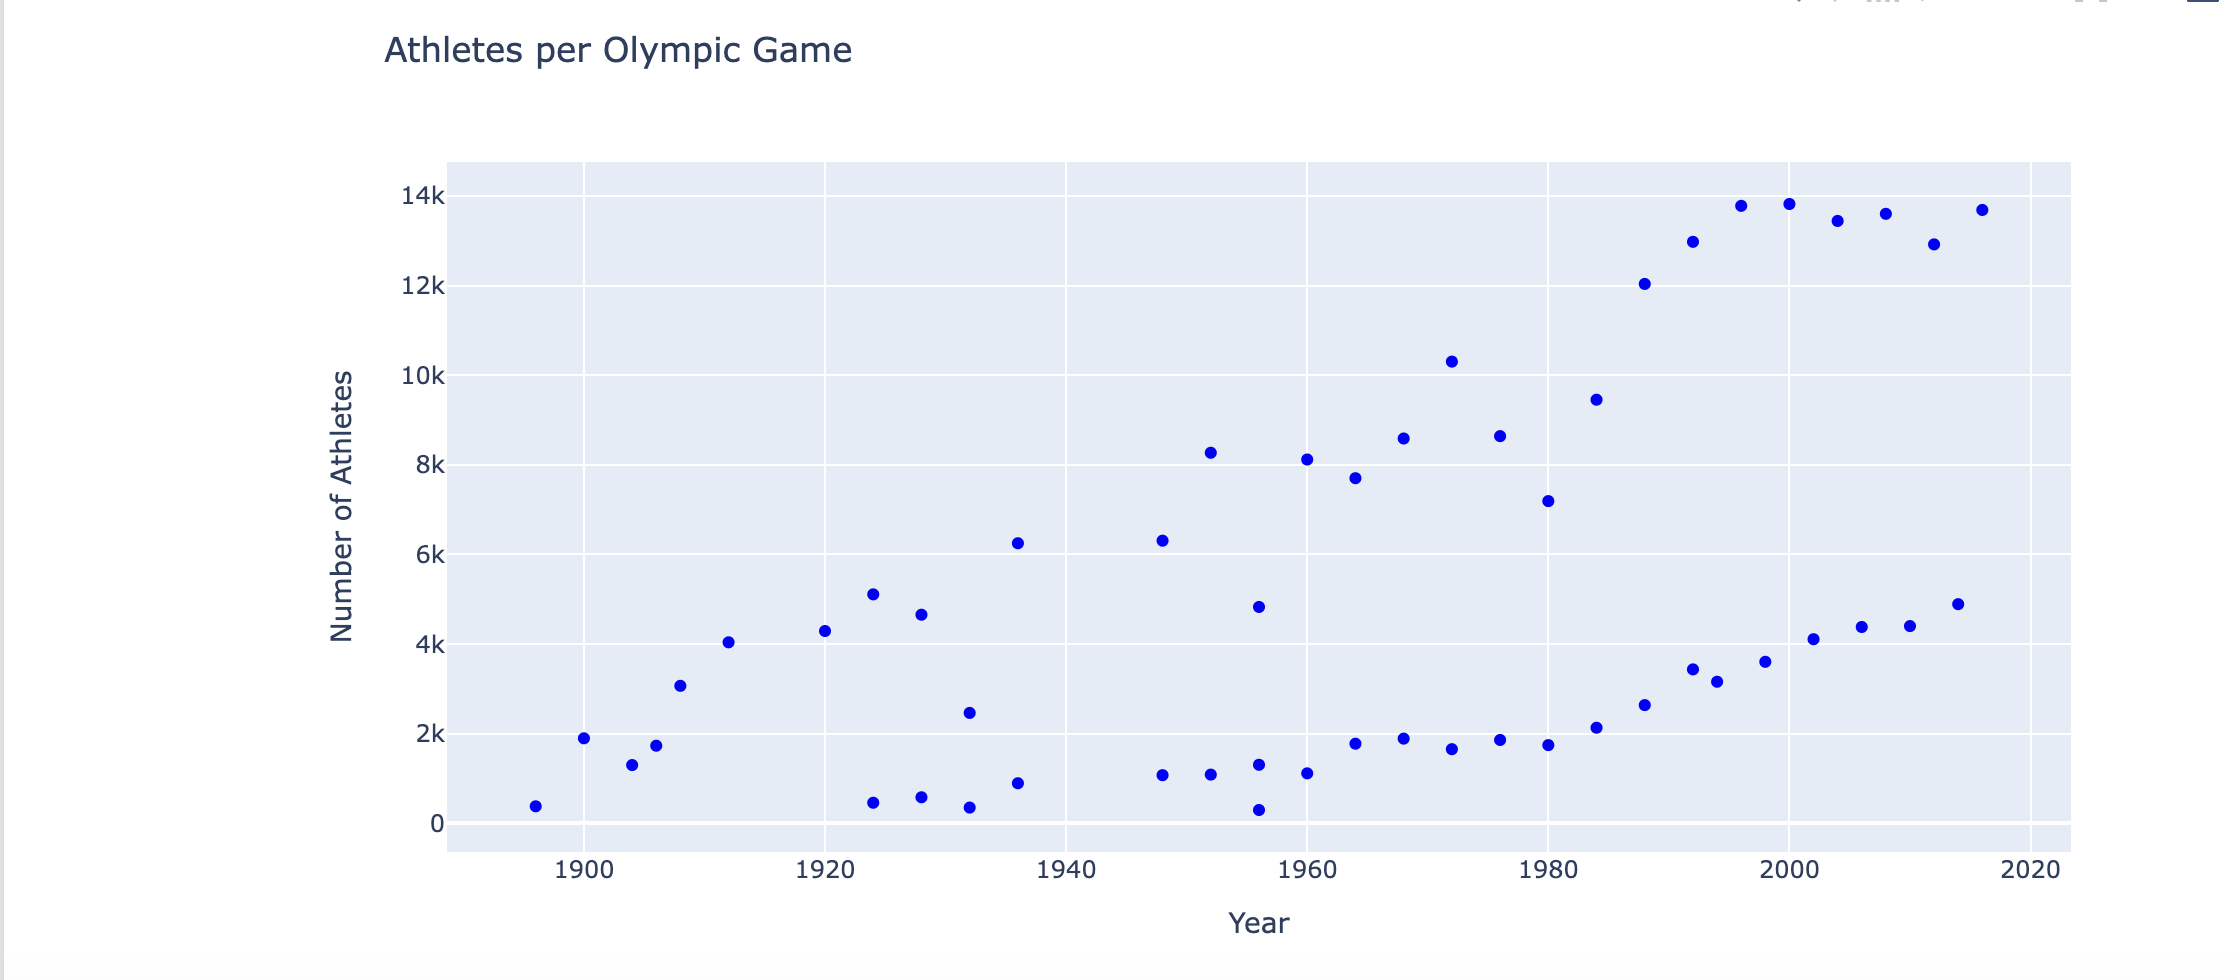 Athletes per Olympic Game
14k
12k
10k
8k
6k
4k
2k
0
1900 1920 1940 1960 1980 2000 2020
Number of Athletes
Year